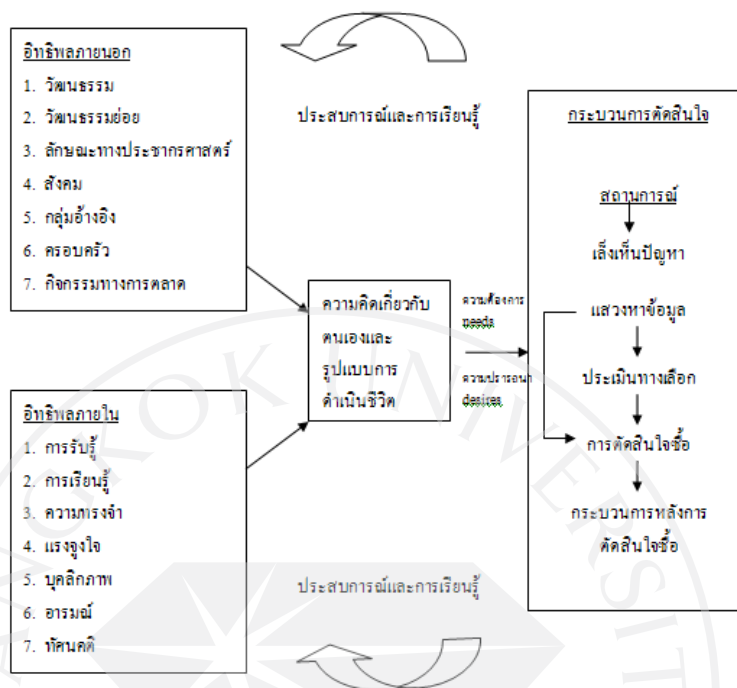 อิทธิพลภายนอก
1. วัฒนธรรม
2. วัฒนธรรมย่อย
3. ลักษณะทางประชากรศาสตร์
4. สังคม
5. กลุ่มอ้างอิง
6. ครอบครัว
7. กิจกรรมทางการตลาด
ประสบการณ์และการเรียนรู้
อิทธิพลภายใน
1. การรับรู้
2. การเรียนรู้
3. ความทรงจำ
4. แรงจูงใจ
5. บุคลิกภาพ
6. อารมณ์
7. ทัศนคติ
ความคิดเกี่ยวกับ
ตนเองและ
รูปแบบการ
ดำเนินชีวิต
ความต้องการ
needs
ความปรารถนา
desices
ประสบการณ์และการเรียนรู้
กระบวนการตัดสินใจ
สถานการณ์
เล็งเห็นปัญหา
แสวงหาข้อมูล
ประเมินทางเลือก
การตัดสินใจซื้อ
กระบวนการหลังการ
ตัดสินใจซื้อ
NGKOK UNIVERSIT